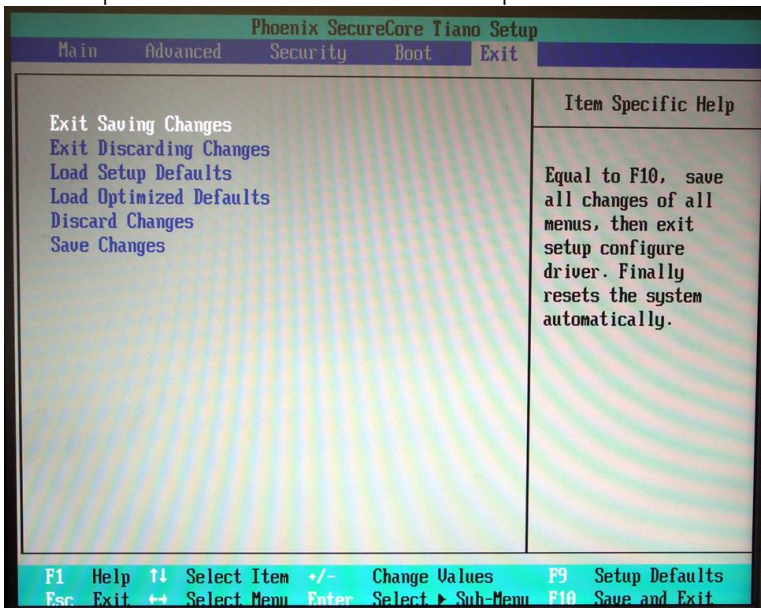 Phoenix SecureCore Tiano Setup
Main Advanced Security Boot Exit
Item Specific Help
Exit Saving Changes
Exit Discarding Changes
Load Setup Defaults
Load Optimized Defaults
Discard Changes
Save Changes
Equal to F10, save
all changes of all
menus, then exit
setup configure
driver. Finally
resets the system
automatically.
F1 Help ↑↓ Select Item +/- Change Values F9 Setup Defaults
Esc Exit ↔ Select Menu Enter Select ▶ Sub-Menu F10 Save and Exit